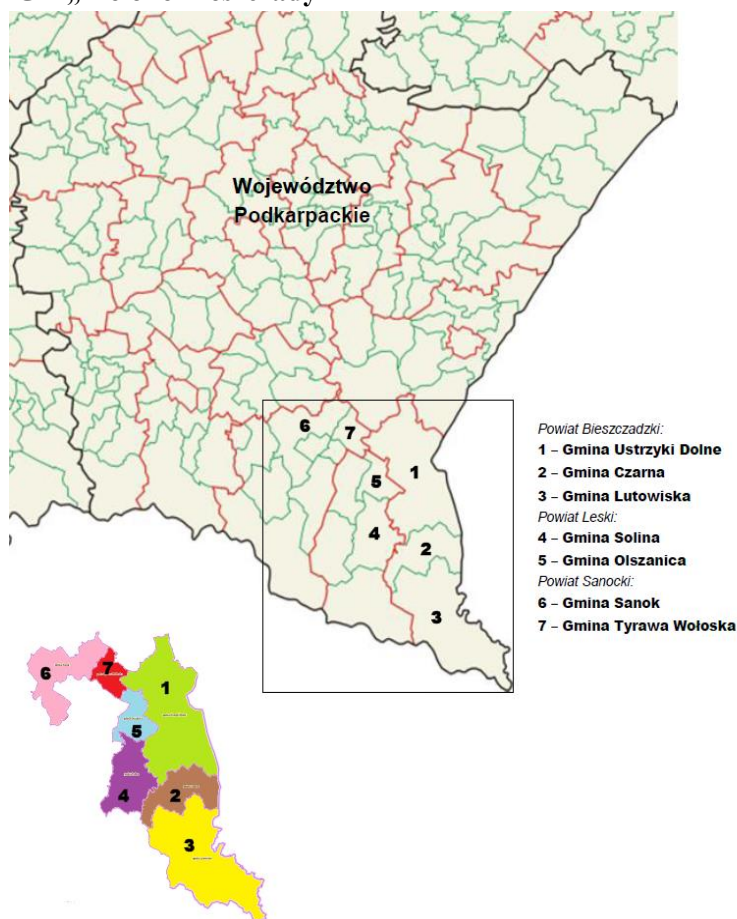 Województwo
Podkarpackie
6
7
1
5
4
2
3
Powiat Bieszczadzki:
1 – Gmina Ustrzyki Dolne
2 – Gmina Czarna
3 – Gmina Lutowiska
Powiat Leski:
4 – Gmina Solina
5 – Gmina Olszanica
Powiat Sanocki:
6 – Gmina Sanok
7 – Gmina Tyrawa Wołoska
6
7
1
5
4
2
3